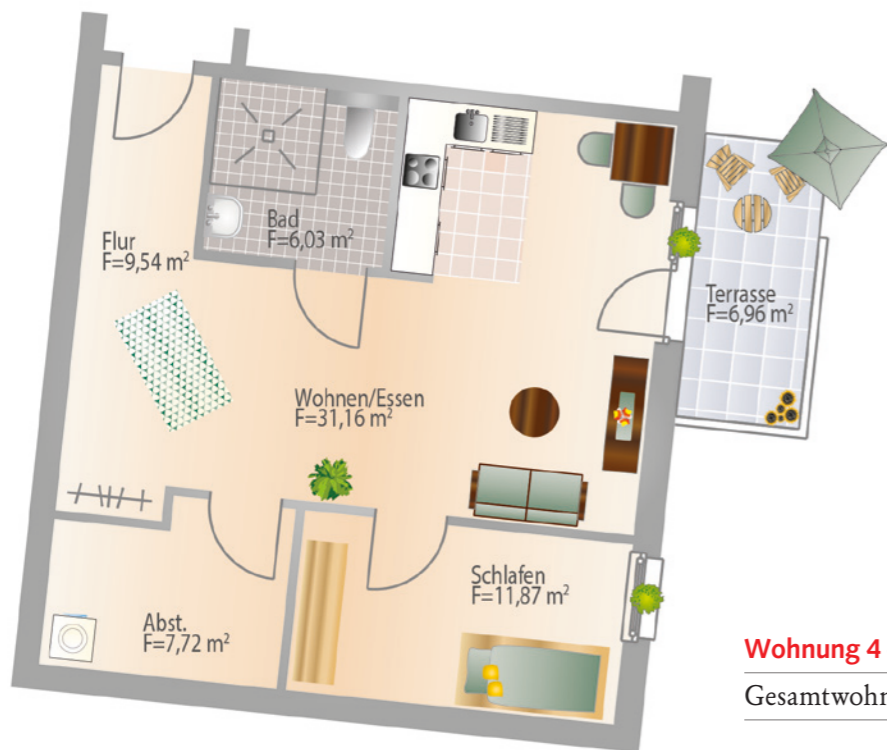 Flur
F=9,54 m²
Bad
F=6,03 m²
Terrasse
F=6,96 m²
Wohnen/Essen
F=31,16 m²
Schlafen
F=11,87 m²
Abst.
F=7,72 m²
Wohnung 4